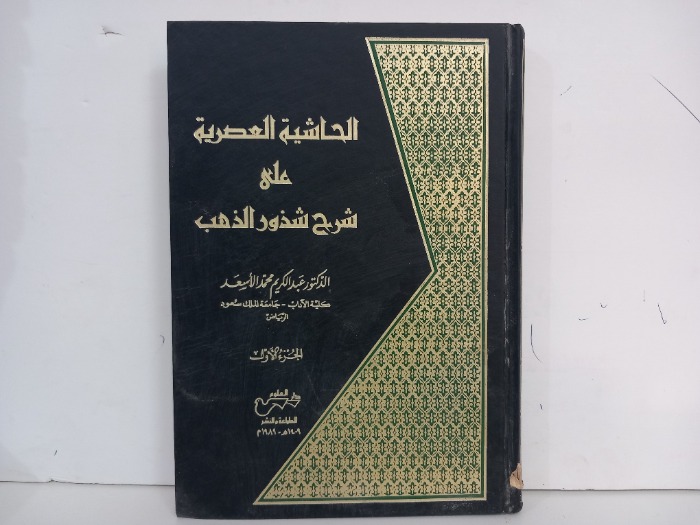 الحاشية العصرية
على
شرح شذور الذهب
الدكتور عبد الكريم محمد الأسعد
كلية الآداب - جامعة الملك سعود
الرياض
الجزء الأول
دار العلوم
للطباعة والنشر
١٤٠٩هـ - ١٩٨٩م